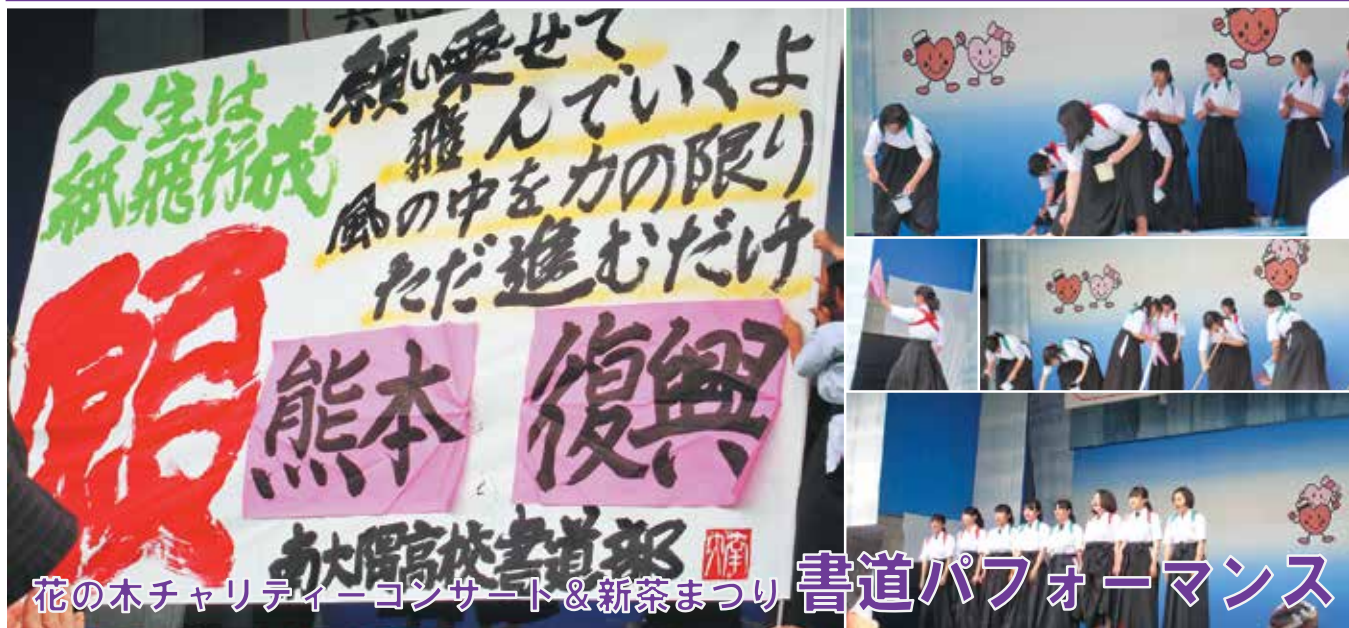 人生は
紙飛行機
願い乗せて
飛んでいくよ
風の中を力の限り
ただ進むだけ
願
熊本
復興
南大隅高校書道部
花の木チャリティーコンサート＆新茶まつり 書道パフォーマンス